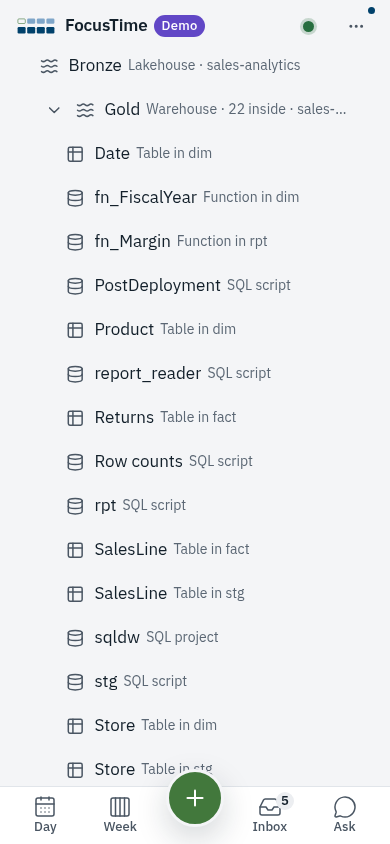 FocusTime Demo
Bronze Lakehouse · sales-analytics
Gold Warehouse · 22 inside · sales-...
Date Table in dim
fn_FiscalYear Function in dim
fn_Margin Function in rpt
PostDeployment SQL script
Product Table in dim
report_reader SQL script
Returns Table in fact
Row counts SQL script
rpt SQL script
SalesLine Table in fact
SalesLine Table in stg
sqldw SQL project
stg SQL script
Store Table in dim
Store Table in stg
5
Day Week Inbox Ask